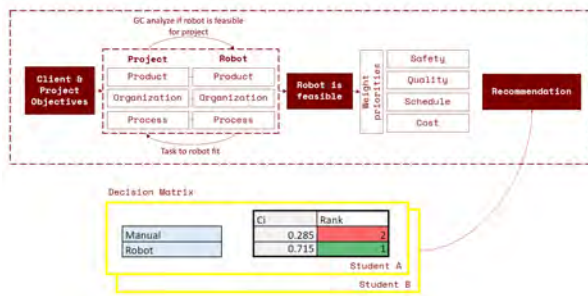 GC analyze if robot is feasible
for project
Project Robot
Product Product
Organization Organization
Process Process
Task to robot fit
Client &
Project
Objectives
Robot is
feasible
Weight
priorities
Safety
Quality
Schedule
Cost
Recommendation
Decision Matrix
Ci Rank
Manual 0.285 2
Robot 0.715 1
Student A
Student B